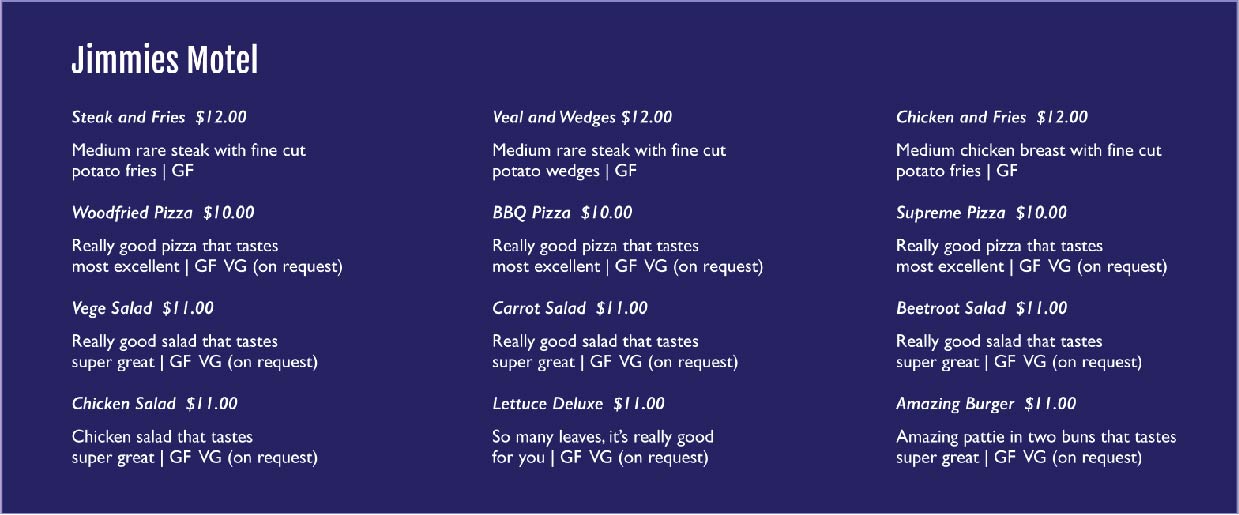 Jimmies Motel
Steak and Fries $12.00
Medium rare steak with fine cut
potato fries | GF
Woodfried Pizza $10.00
Really good pizza that tastes
most excellent | GF VG (on request)
Vege Salad $11.00
Really good salad that tastes
super great | GF VG (on request)
Chicken Salad $11.00
Chicken salad that tastes
super great | GF VG (on request)
Veal and Wedges $12.00
Medium rare steak with fine cut
potato wedges | GF
BBQ Pizza $10.00
Really good pizza that tastes
most excellent | GF VG (on request)
Carrot Salad $11.00
Really good salad that tastes
super great | GF VG (on request)
Lettuce Deluxe $11.00
So many leaves, it's really good
for you | GF VG (on request)
Chicken and Fries $12.00
Medium chicken breast with fine cut
potato fries | GF
Supreme Pizza $10.00
Really good pizza that tastes
most excellent | GF VG (on request)
Beetroot Salad $11.00
Really good salad that tastes
super great | GF VG (on request)
Amazing Burger $11.00
Amazing pattie in two buns that tastes
super great | GF VG (on request)